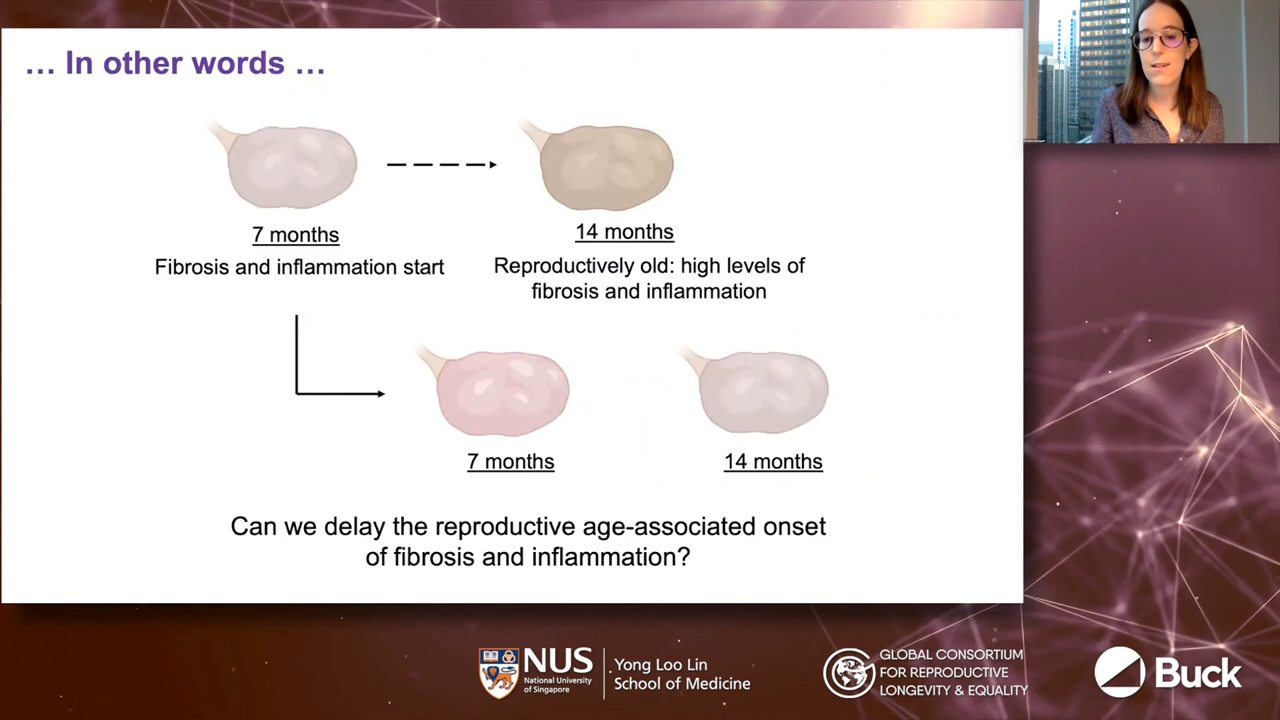 … In other words …
7 months
Fibrosis and inflammation start
14 months
Reproductively old: high levels of
fibrosis and inflammation
7 months
14 months
Can we delay the reproductive age-associated onset
of fibrosis and inflammation?
NUS
National University
of Singapore
Yong Loo Lin
School of Medicine
GLOBAL CONSORTIUM
FOR REPRODUCTIVE
LONGEVITY & EQUALITY
Buck